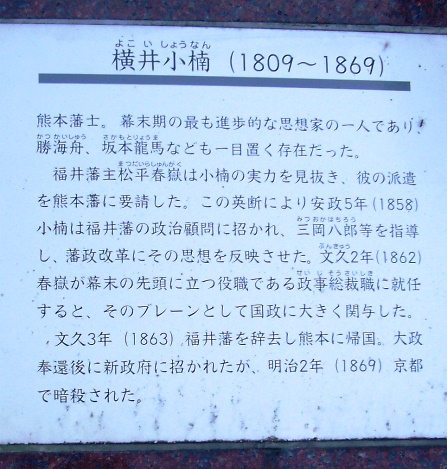 よこ い しょうなん
横井小楠 (1809～1869)
熊本藩士。幕末期の最も進歩的な思想家の一人であり、
かつかいしゅう さかもとりょうま
勝海舟、坂本龍馬なども一目置く存在だった。
まつだいらしゅんがく
福井藩主松平春嶽は小楠の実力を見抜き、彼の派遣
を熊本藩に要請した。この英断により安政5年(1858)
みつおかはちろう
小楠は福井藩の政治顧問に招かれ、三岡八郎等を指導
ぶんきゅう
し、藩政改革にその思想を反映させた。文久2年(1862)
せい じ そうさいしき
春嶽が幕末の先頭に立つ役職である政事総裁職に就任
すると、そのブレーンとして国政に大きく関与した。
文久3年 (1863) 福井藩を辞去し熊本に帰国。大政
奉還後に新政府に招かれたが、明治2年 (1869) 京都
で暗殺された。